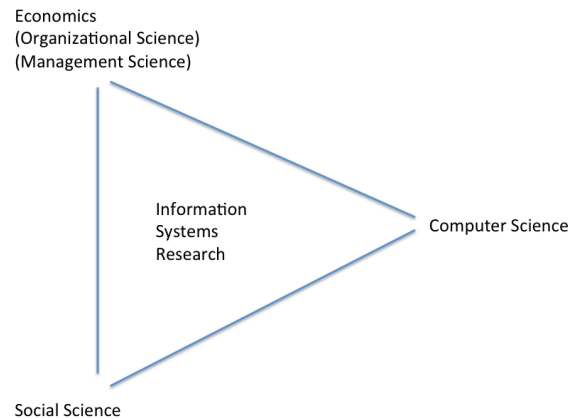 Economics
(Organizational Science)
(Management Science)
Information
Systems
Research
Computer Science
Social Science